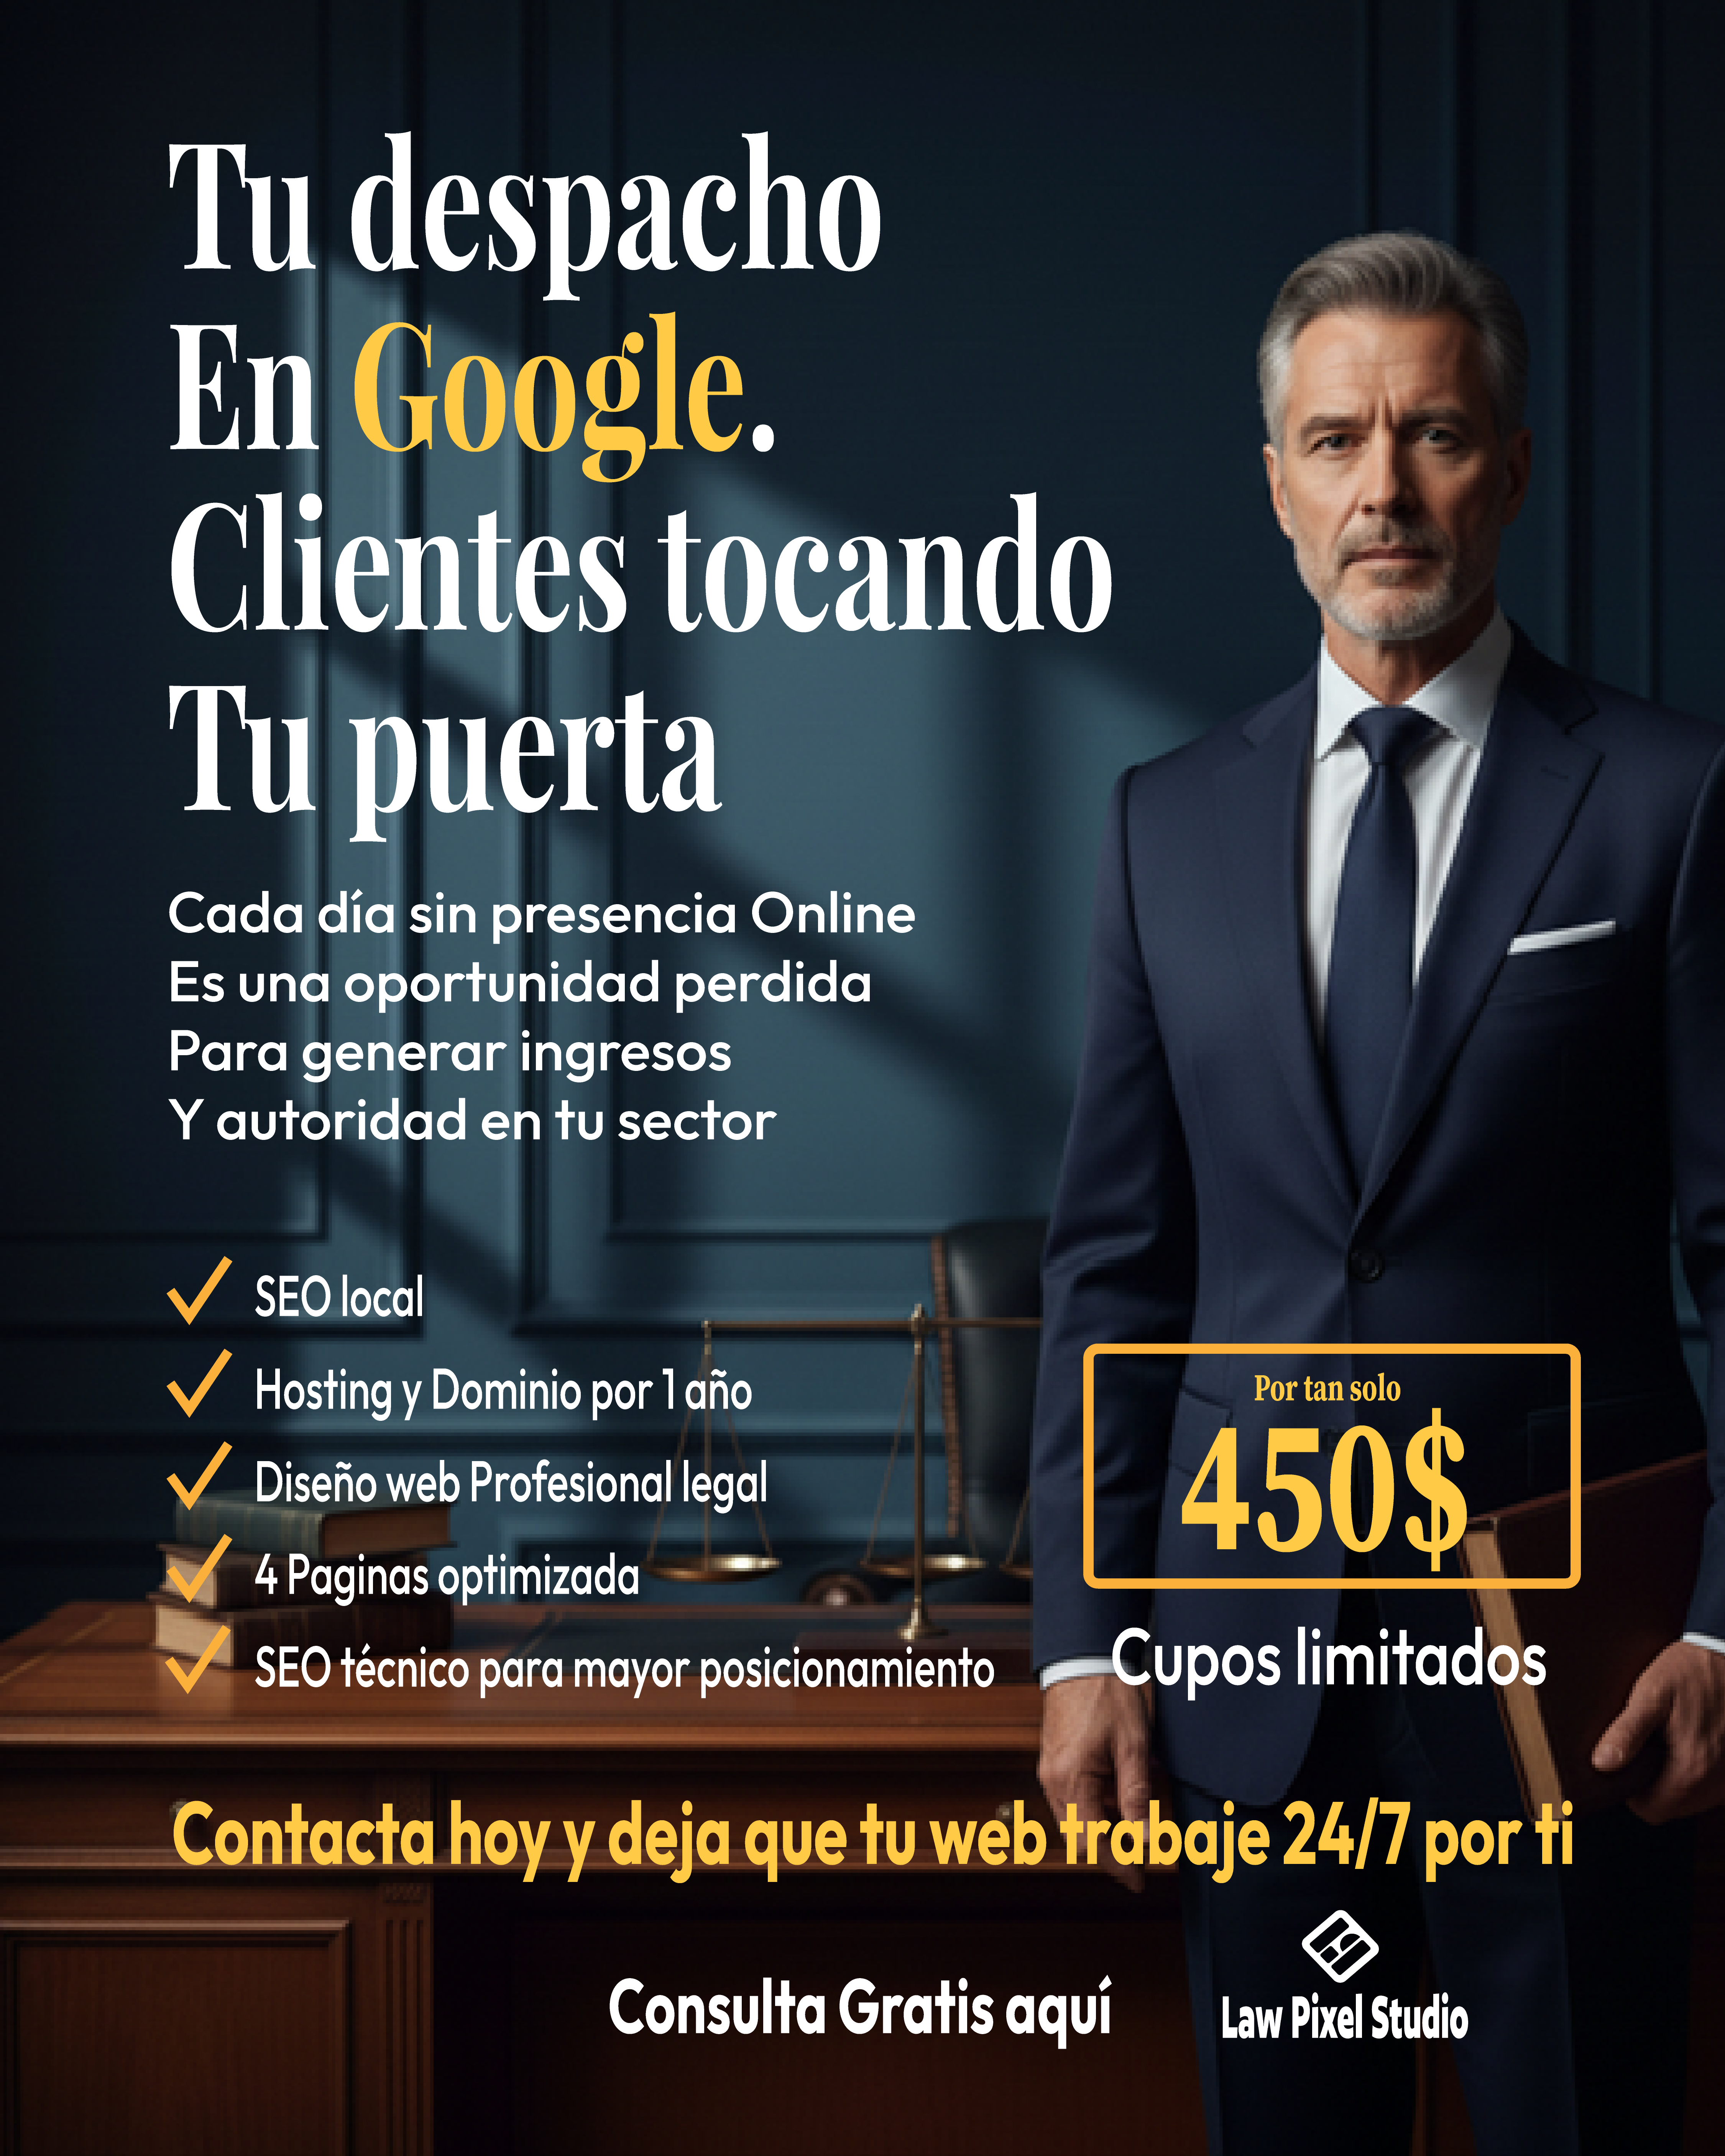 Tu despacho
En Google.
Clientes tocando
Tu puerta
Cada día sin presencia Online
Es una oportunidad perdida
Para generar ingresos
Y autoridad en tu sector
SEO local
Hosting y Dominio por 1 año
Diseño web Profesional legal
4 Paginas optimizada
SEO técnico para mayor posicionamiento
Por tan solo
450$
Cupos limitados
Contacta hoy y deja que tu web trabaje 24/7 por ti
Consulta Gratis aquí
Law Pixel Studio